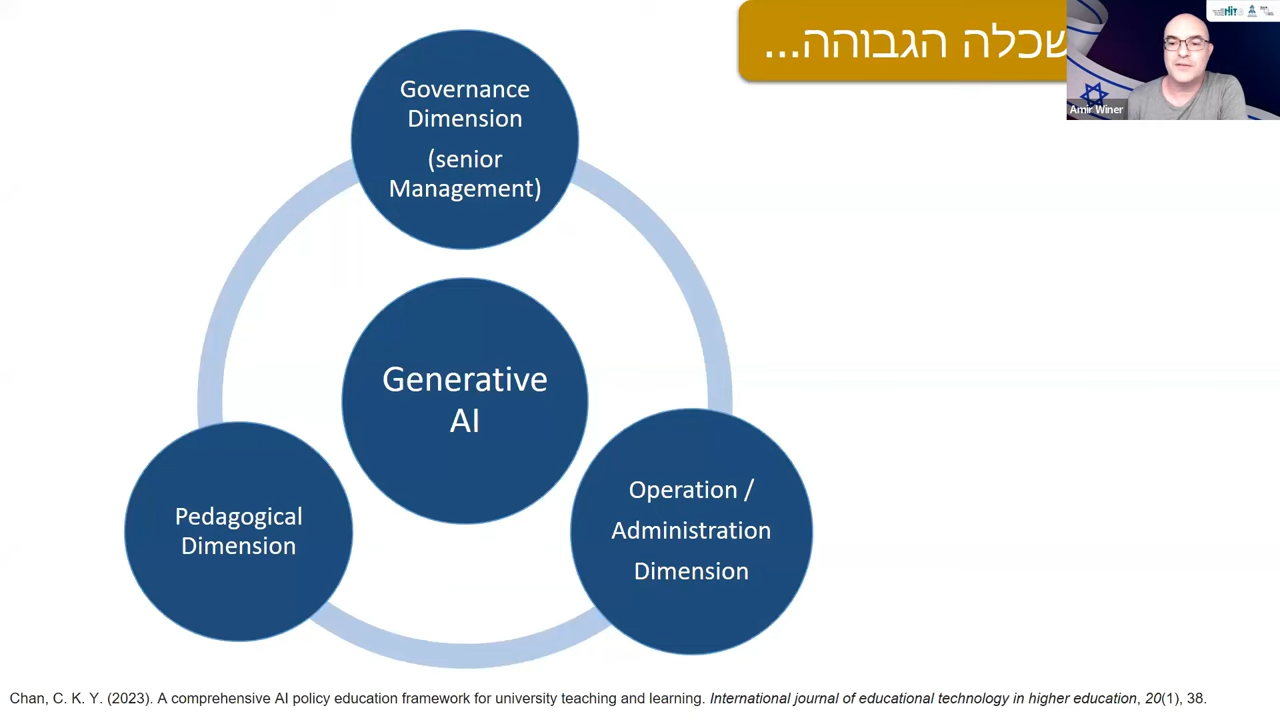 שכלה הגבוהה...
Amir Winer
Governance
Dimension
(senior
Management)
Generative
AI
Pedagogical
Dimension
Operation /
Administration
Dimension
Chan, C. K. Y. (2023). A comprehensive AI policy education framework for university teaching and learning. International journal of educational technology in higher education, 20(1), 38.